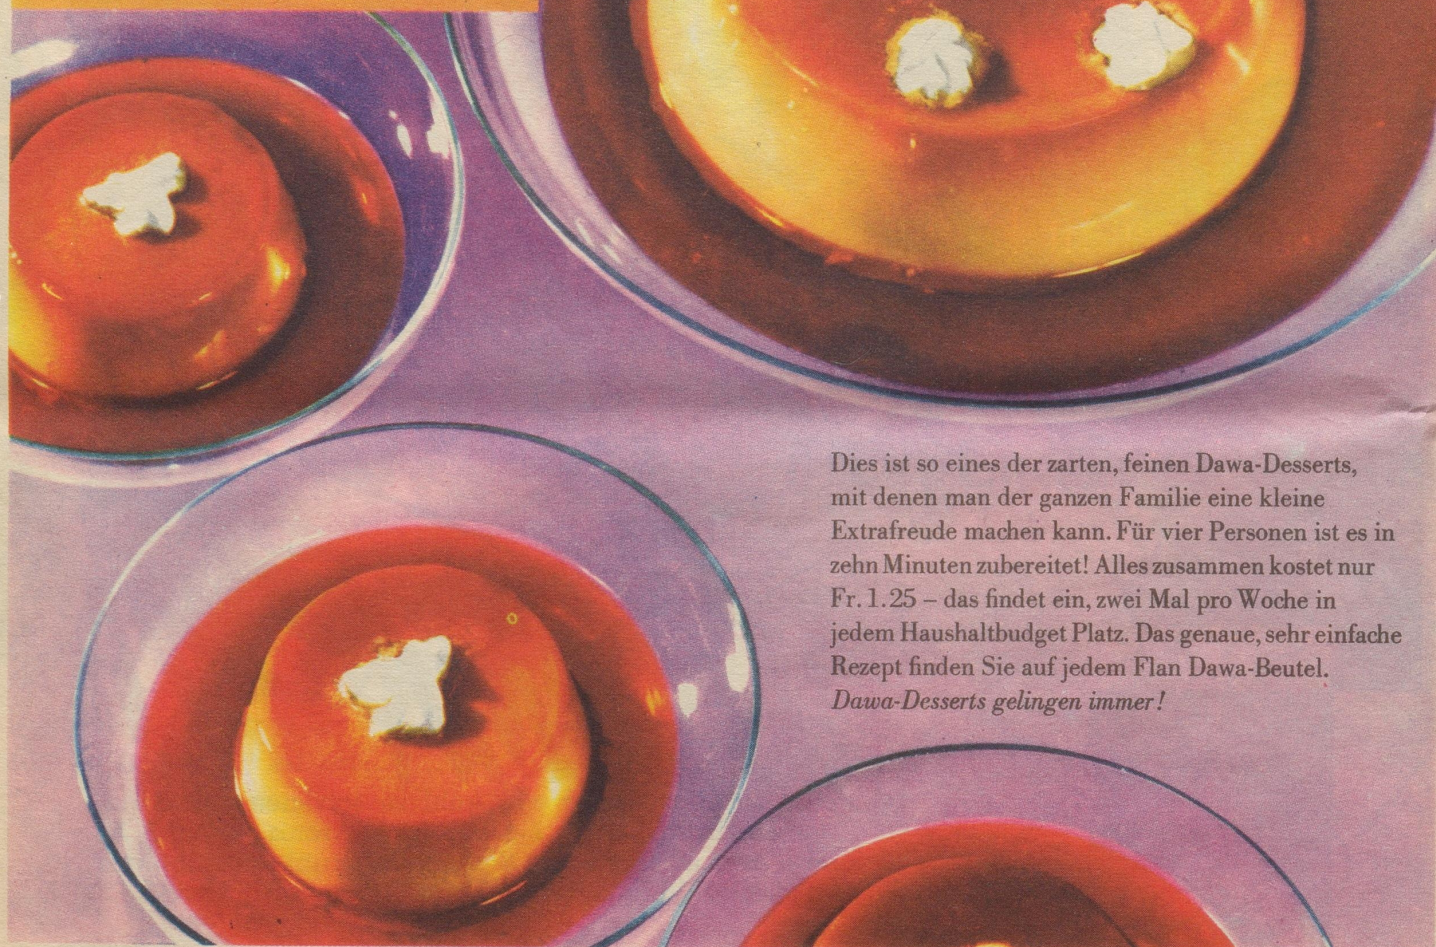 Dies ist so eines der zarten, feinen Dawa-Desserts,
mit denen man der ganzen Familie eine kleine
Extrafreude machen kann. Für vier Personen ist es in
zehn Minuten zubereitet! Alles zusammen kostet nur
Fr. 1.25 – das findet ein, zwei Mal pro Woche in
jedem Haushaltbudget Platz. Das genaue, sehr einfache
Rezept finden Sie auf jedem Flan Dawa-Beutel.
Dawa-Desserts gelingen immer!